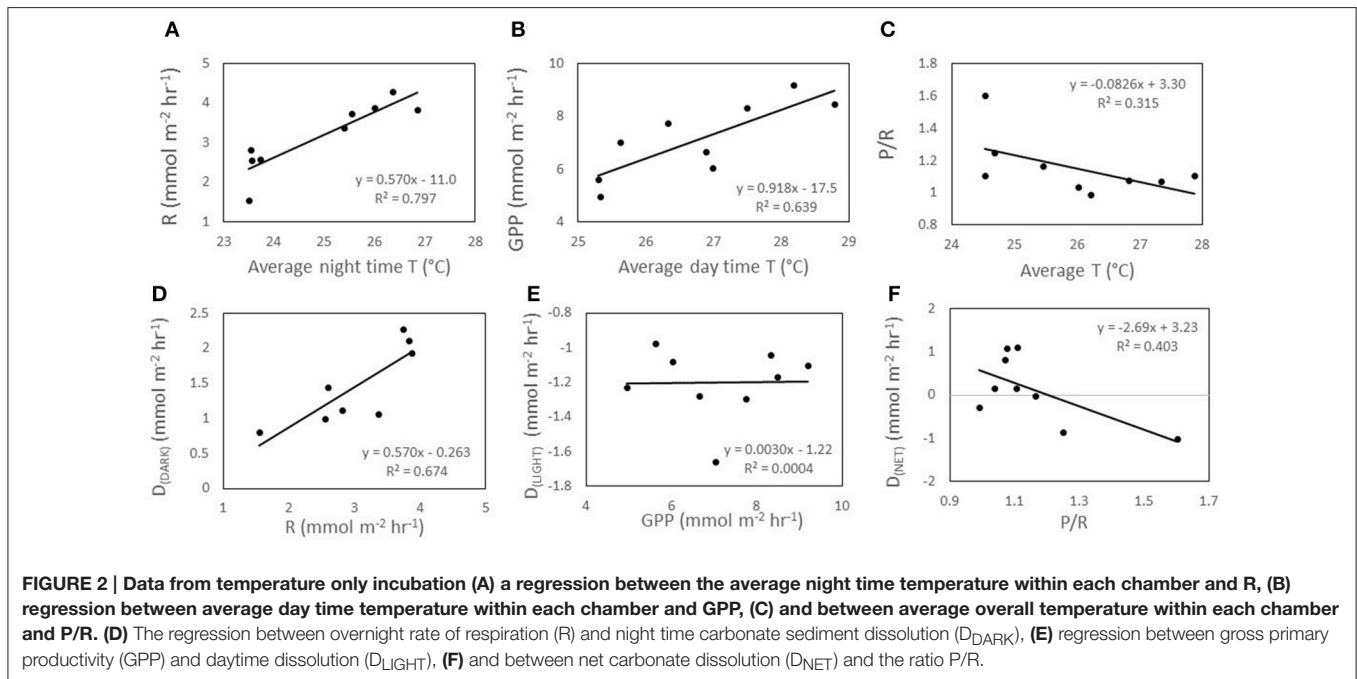 A
B
C
5
4
3
2
1
R (mmol m⁻² hr⁻¹)
y = 0.570x - 11.0
R² = 0.797
23 24 25 26 27 28
Average night time T (°C)
10
8
6
4
GPP (mmol m⁻² hr⁻¹)
y = 0.918x - 17.5
R² = 0.639
25 26 27 28 29
Average day time T (°C)
1.8
1.6
1.4
1.2
1
0.8
P/R
y = -0.0826x + 3.30
R² = 0.315
24 25 26 27 28
Average T (°C)
D
E
F
2.5
2
1.5
1
0.5
0
D(DARK) (mmol m⁻² hr⁻¹)
y = 0.570x - 0.263
R² = 0.674
1 2 3 4 5
R (mmol m⁻² hr⁻¹)
-0.8
-1
-1.2
-1.4
-1.6
-1.8
D(LIGHT) (mmol m⁻² hr⁻¹)
y = 0.0030x - 1.22
R² = 0.0004
4 6 8 10
GPP (mmol m⁻² hr⁻¹)
2
1
0
-1
-2
D(NET) (mmol m⁻² hr⁻¹)
y = -2.69x + 3.23
R² = 0.403
0.9 1.1 1.3 1.5 1.7
P/R
FIGURE 2 | Data from temperature only incubation (A) a regression between the average night time temperature within each chamber and R, (B)
regression between average day time temperature within each chamber and GPP, (C) and between average overall temperature within each chamber
and P/R. (D) The regression between overnight rate of respiration (R) and night time carbonate sediment dissolution (DDARK), (E) regression between gross primary
productivity (GPP) and daytime dissolution (DLIGHT), (F) and between net carbonate dissolution (DNET) and the ratio P/R.